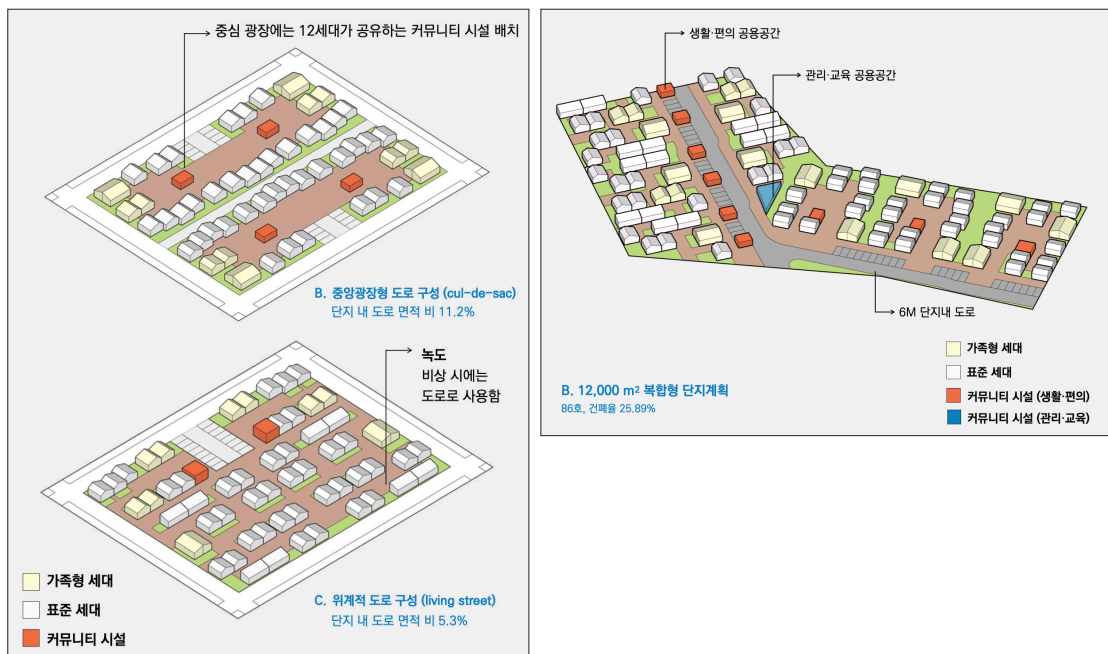 중심 광장에는 12세대가 공유하는 커뮤니티 시설 배치
B. 중앙광장형 도로 구성 (cul-de-sac)
단지 내 도로 면적 비 11.2%
녹도
비상 시에는
도로로 사용함
가족형 세대
표준 세대
커뮤니티 시설
C. 위계적 도로 구성 (living street)
단지 내 도로 면적 비 5.3%
생활·편의 공용공간
관리·교육 공용공간
6M 단지내 도로
가족형 세대
표준 세대
커뮤니티 시설 (생활·편의)
커뮤니티 시설 (관리·교육)
B. 12,000 m² 복합형 단지계획
86호, 건폐율 25.89%